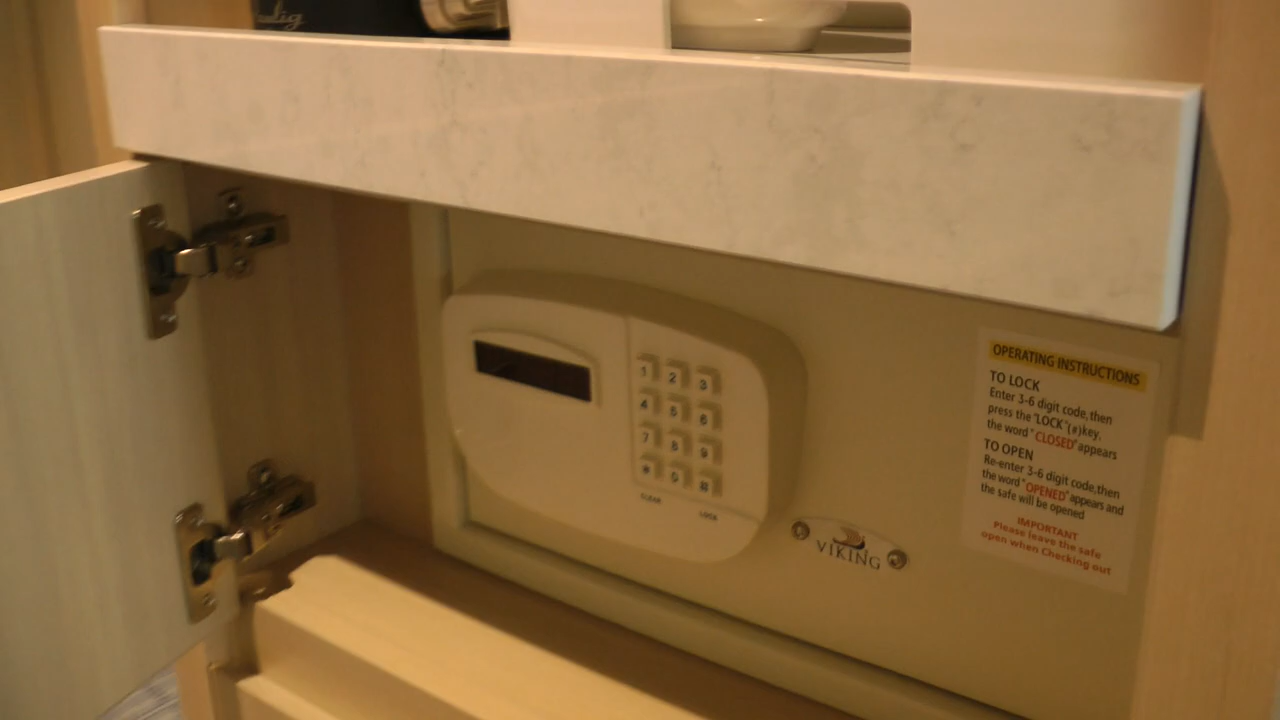 1 2 3
4 5 6
7 8 9
* 0 #
CLEAR
LOCK
VIKING
OPERATING INSTRUCTIONS
TO LOCK
Enter 3-6 digit code, then
press the "LOCK" (#)key,
the word "CLOSED" appears
TO OPEN
Re-enter 3-6 digit code, then
the word "OPENED" appears and
the safe will be opened
IMPORTANT
Please leave the safe
open when Checking out